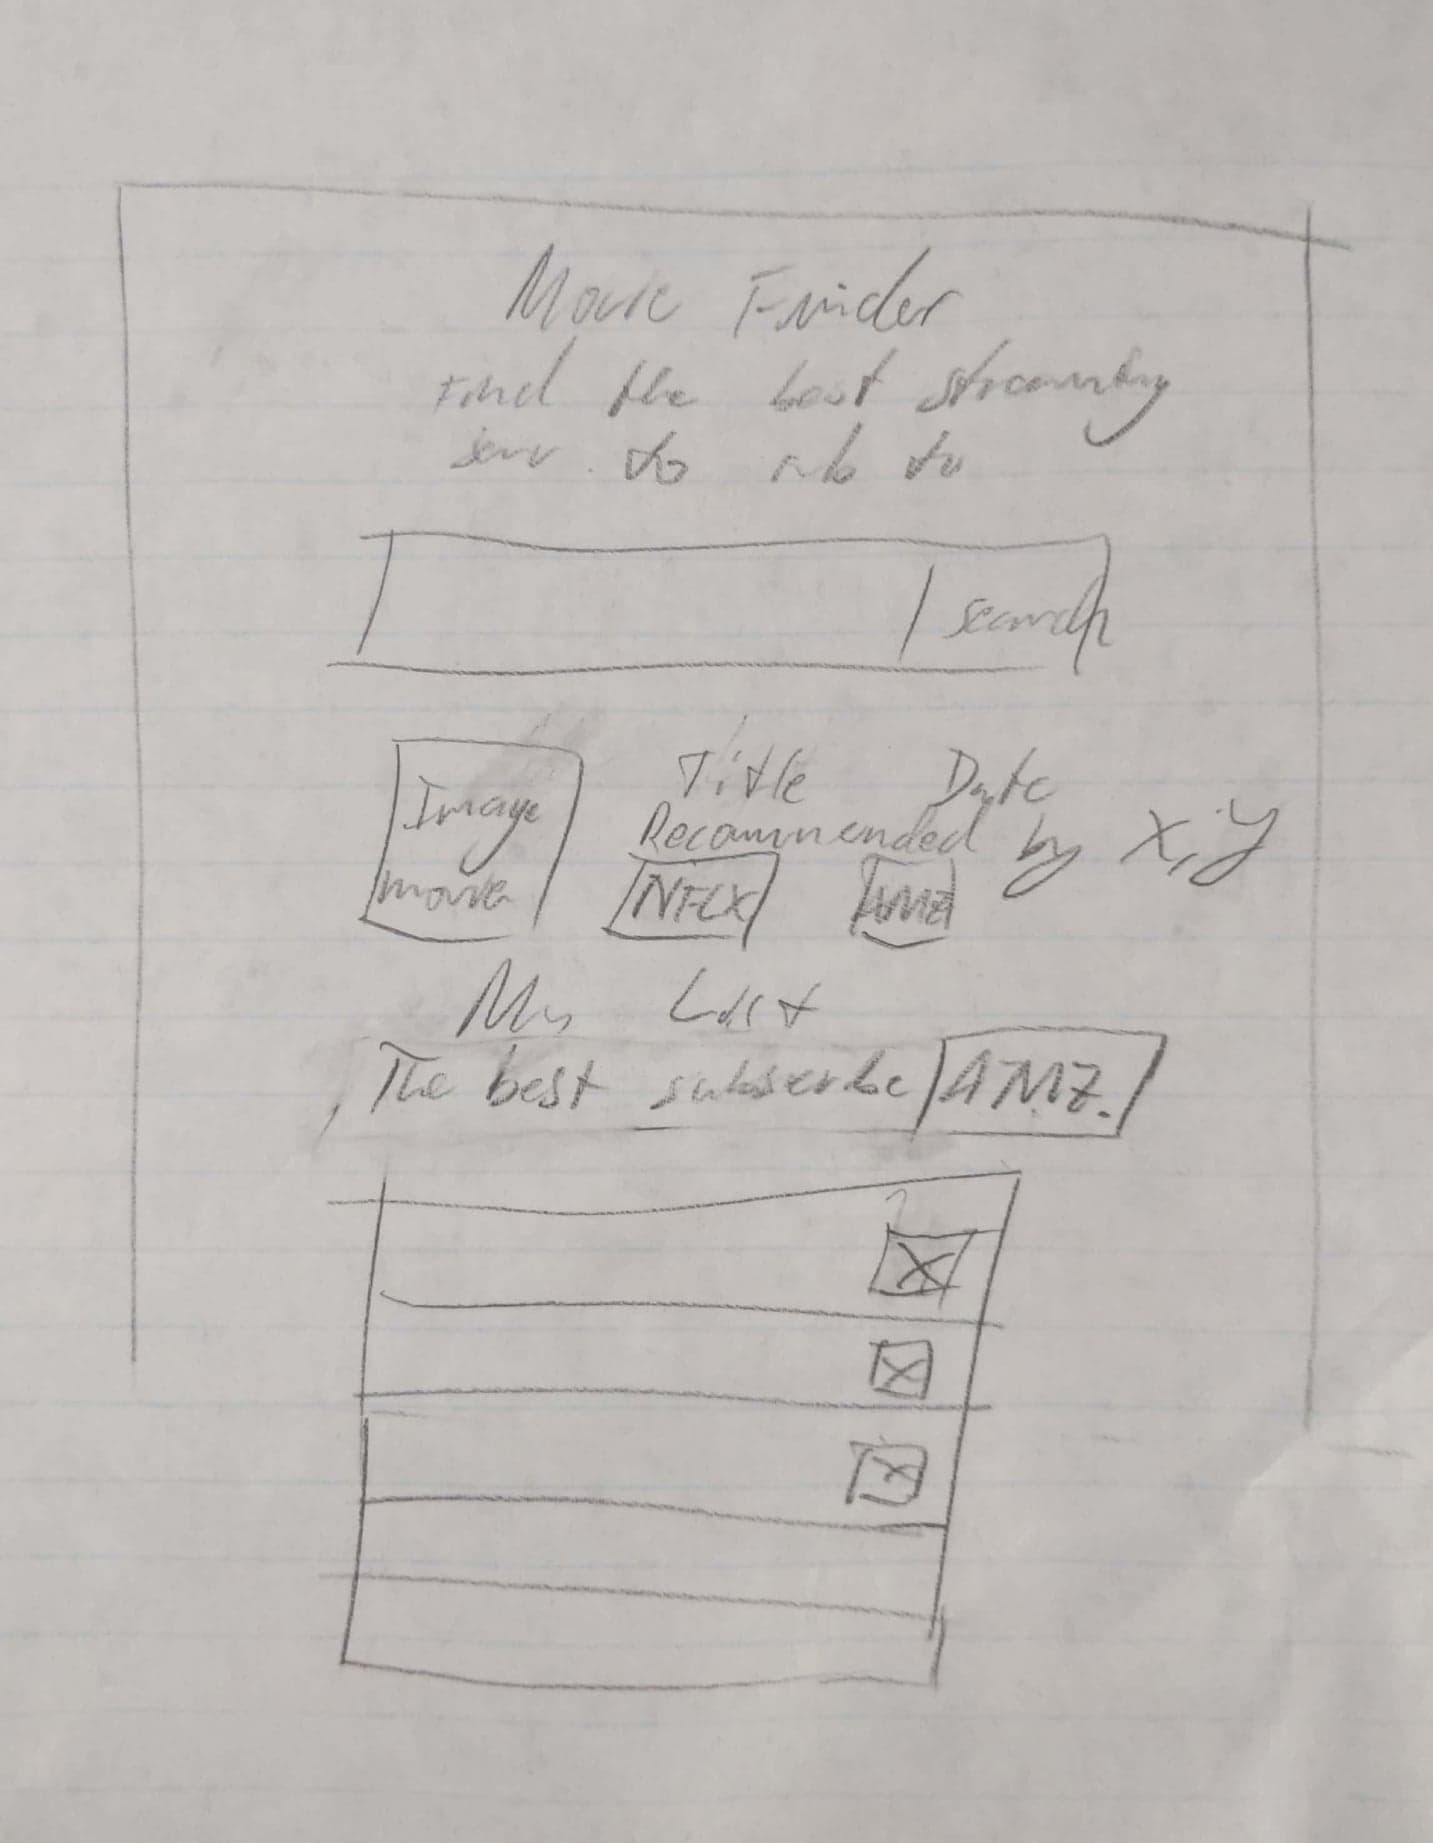 Movie Finder
Find the best streaming
serv. to sub to
search
Image
movie
Title Date
Recommended by X, Y
NFLX AMZ
My List
The best subscribe AMZ.
X
X
X